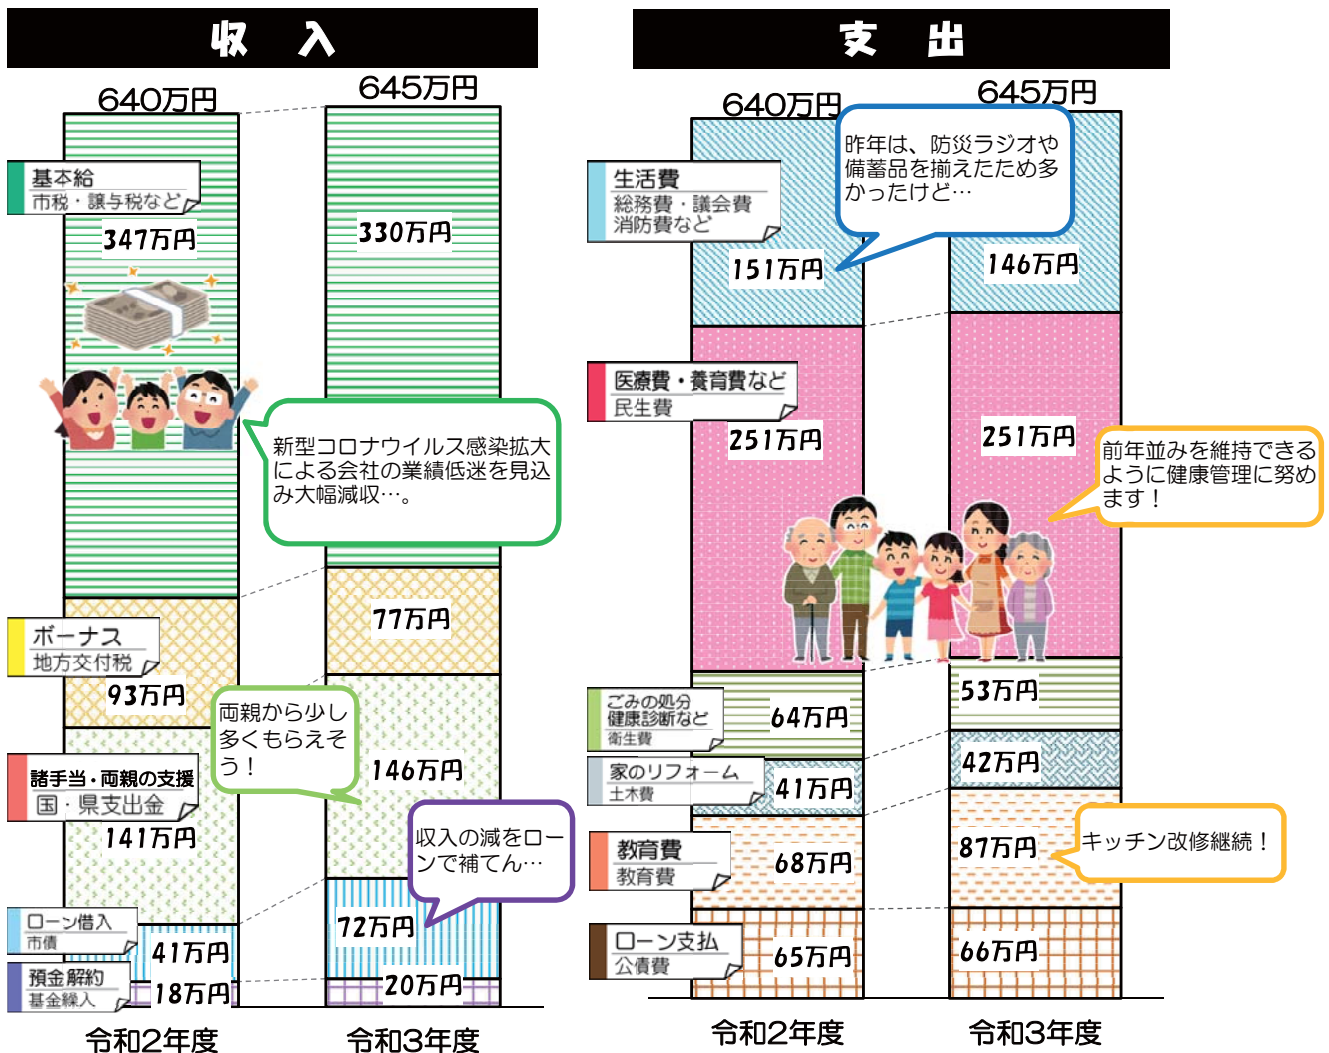 収 入
640万円
645万円
基本給
市税・譲与税など
347万円
330万円
新型コロナウイルス感染拡大
による会社の業績低迷を見込
み大幅減収…。
ボーナス
地方交付税
93万円
77万円
両親から少し
多くもらえそ
う！
諸手当・両親の支援
国・県支出金
141万円
146万円
収入の減をロー
ンで補てん…
ローン借入
市債
41万円
72万円
預金解約
基金繰入
18万円
20万円
令和2年度
令和3年度
支 出
640万円
645万円
昨年は、防災ラジオや
備蓄品を揃えたため多
かったけど…
生活費
総務費・議会費
消防費など
151万円
146万円
医療費・養育費など
民生費
251万円
251万円
前年並みを維持できる
ように健康管理に努め
ます！
ごみの処分
健康診断など
衛生費
64万円
53万円
家のリフォーム
土木費
41万円
42万円
教育費
教育費
68万円
87万円
キッチン改修継続！
ローン支払
公債費
65万円
66万円
令和2年度
令和3年度